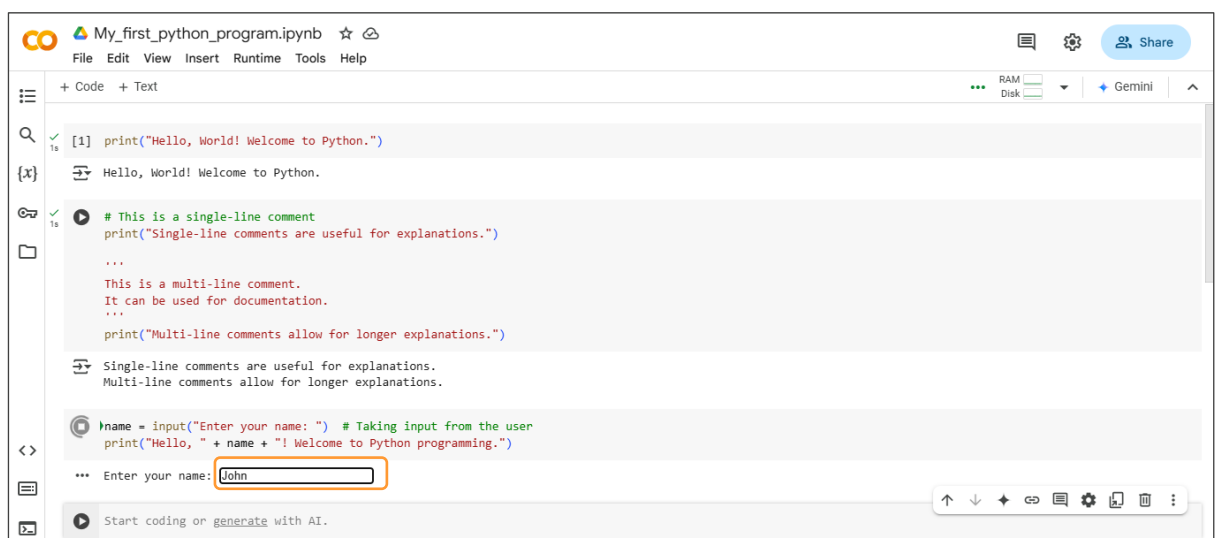 My_first_python_program.ipynb
File Edit View Insert Runtime Tools Help
Share
+ Code + Text
RAM
Disk
Gemini
1s
[1] print("Hello, World! Welcome to Python.")
Hello, World! Welcome to Python.
{x}
1s
# This is a single-line comment
print("Single-line comments are useful for explanations.")
'''
This is a multi-line comment.
It can be used for documentation.
'''
print("Multi-line comments allow for longer explanations.")
Single-line comments are useful for explanations.
Multi-line comments allow for longer explanations.
name = input("Enter your name: ") # Taking input from the user
print("Hello, " + name + "! Welcome to Python programming.")
Enter your name: John
Start coding or generate with AI.